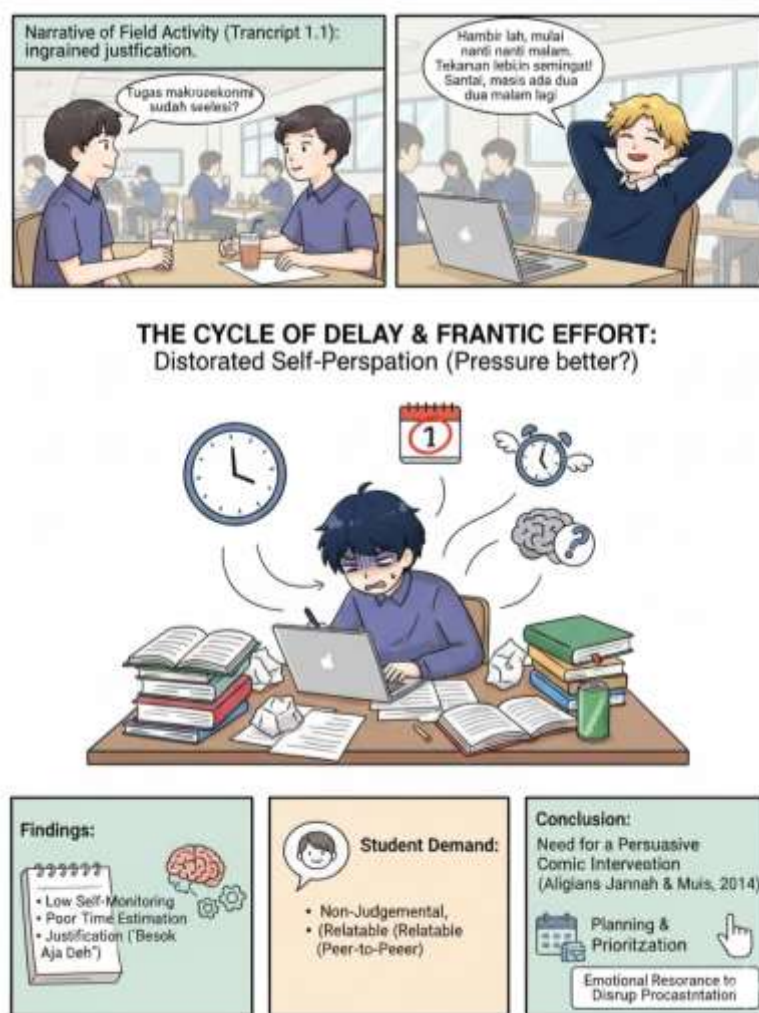 Narrative of Field Activity (Trancript 1.1):
ingrained justfication.
Tugas makroeekonmi
sudah seelesi?
Hambir lah, mulai
nanti nanti malam.
Tekanan lebiin semingat!
Santai, masis ada dua
dua malam lagi
THE CYCLE OF DELAY & FRANTIC EFFORT:
Distorated Self-Perspation (Pressure better?)
1
?
Findings:
• Low Self-Monitoring
• Poor Time Estimation
• Justification ("Besok
Aja Deh")
Student Demand:
• Non-Judgemental,
• (Relatable (Relatable
(Peer-to-Peeer)
Conclusion:
Need for a Persuasive
Comic Intervention
(Aligians Jannah & Muis, 2014)
Planning &
Prioritzation
Emotional Resorance to
Disrup Procastntation